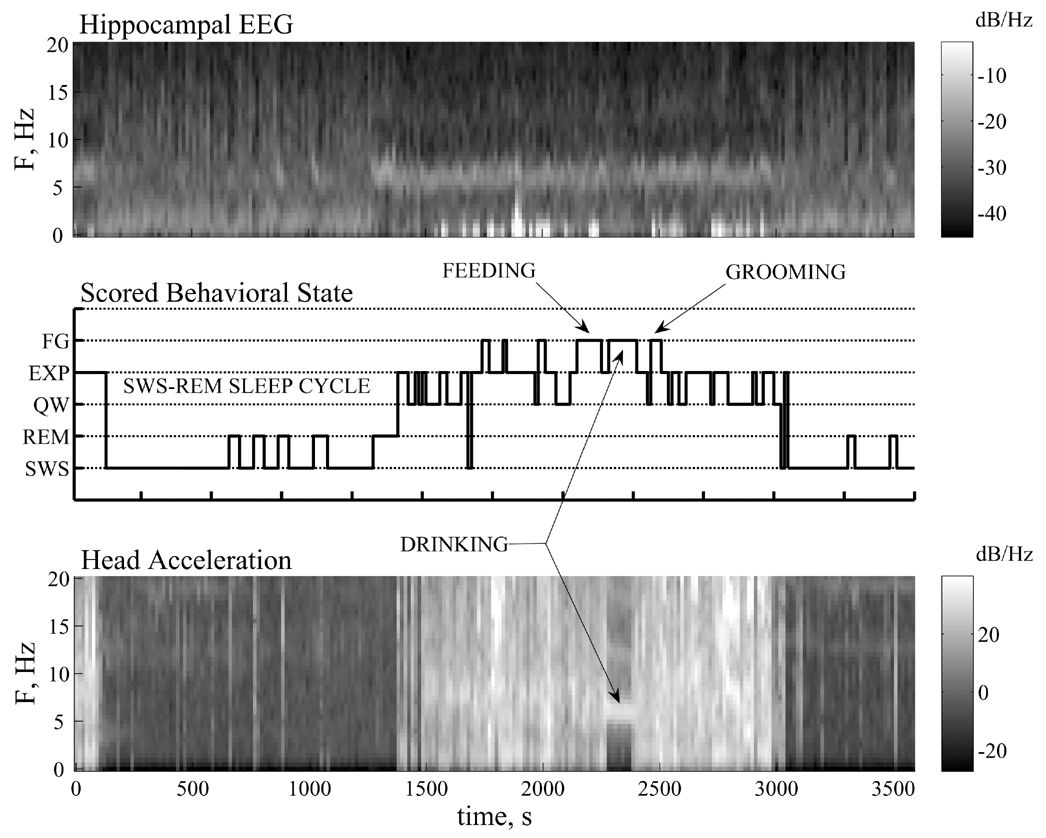 Hippocampal EEG
dB/Hz
20
15
10
5
0
F, Hz
-10
-20
-30
-40
FEEDING
GROOMING
Scored Behavioral State
FG
EXP
SWS-REM SLEEP CYCLE
QW
REM
SWS
DRINKING
Head Acceleration
dB/Hz
20
15
10
5
0
F, Hz
20
0
-20
0
500
1000
1500
2000
2500
3000
3500
time, s